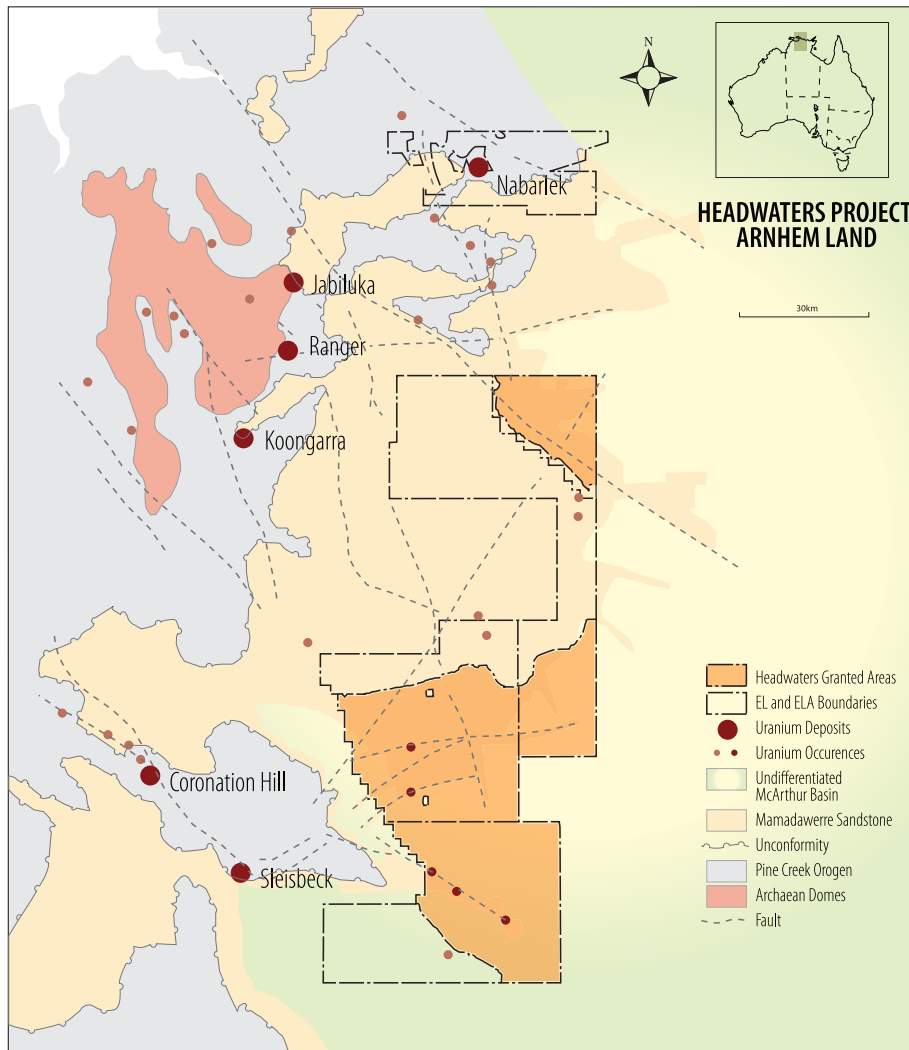 N
HEADWATERS PROJECT
ARNHEM LAND
30km
Nabarlek
Jabiluka
Ranger
Koongarra
Coronation Hill
Sleisbeck
Headwaters Granted Areas
EL and ELA Boundaries
Uranium Deposits
Uranium Occurences
Undifferentiated
McArthur Basin
Mamadawerre Sandstone
Unconformity
Pine Creek Orogen
Archaean Domes
Fault